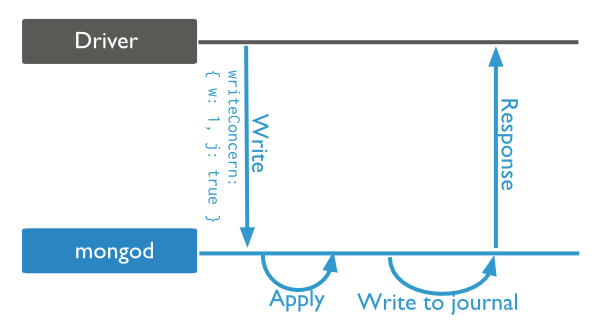 Driver
writeConcern:
{ w: 1, j: true }
Write
Response
mongod
Apply
Write to journal